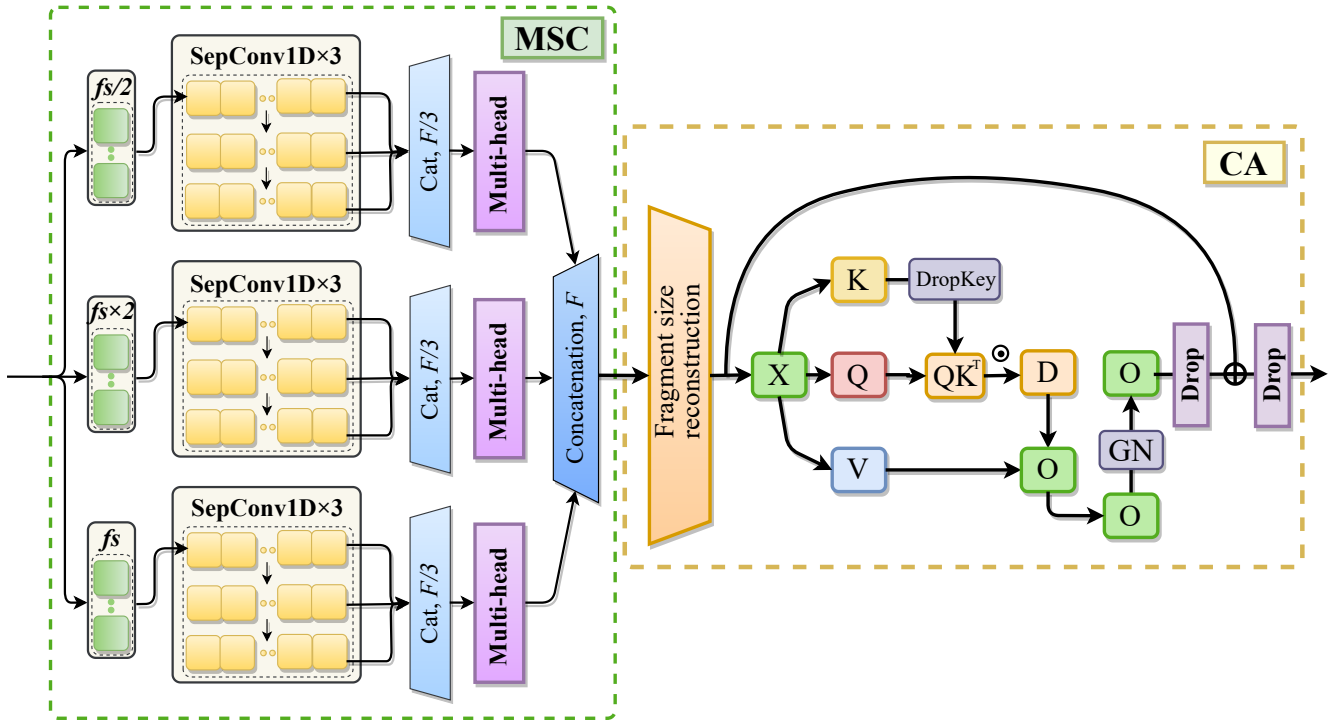 MSC
fs/2
SepConv1D×3
Cat, F/3
Multi-head
fs×2
SepConv1D×3
Cat, F/3
Multi-head
fs
SepConv1D×3
Cat, F/3
Multi-head
Concatenation, F
CA
Fragment size
reconstruction
X
K
DropKey
Q
QKᵀ
⊙
D
V
O
O
GN
O
Drop
Drop